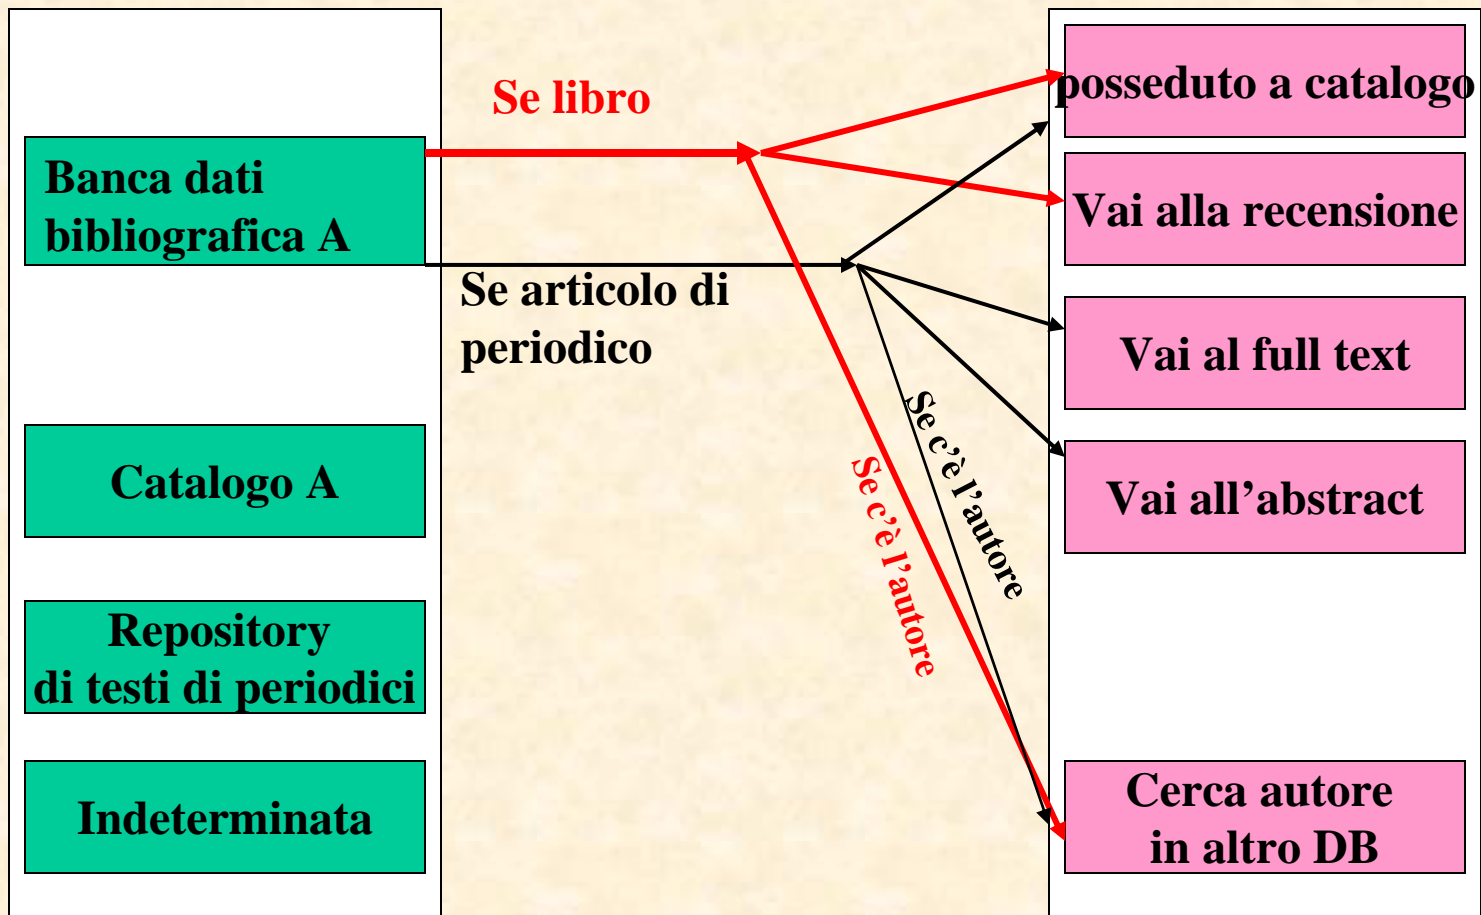 Banca dati
bibliografica A
Catalogo A
Repository
di testi di periodici
Indeterminata
Se libro
Se articolo di
periodico
Se c’è l’autore
Se c’è l’autore
posseduto a catalogo
Vai alla recensione
Vai al full text
Vai all’abstract
Cerca autore
in altro DB